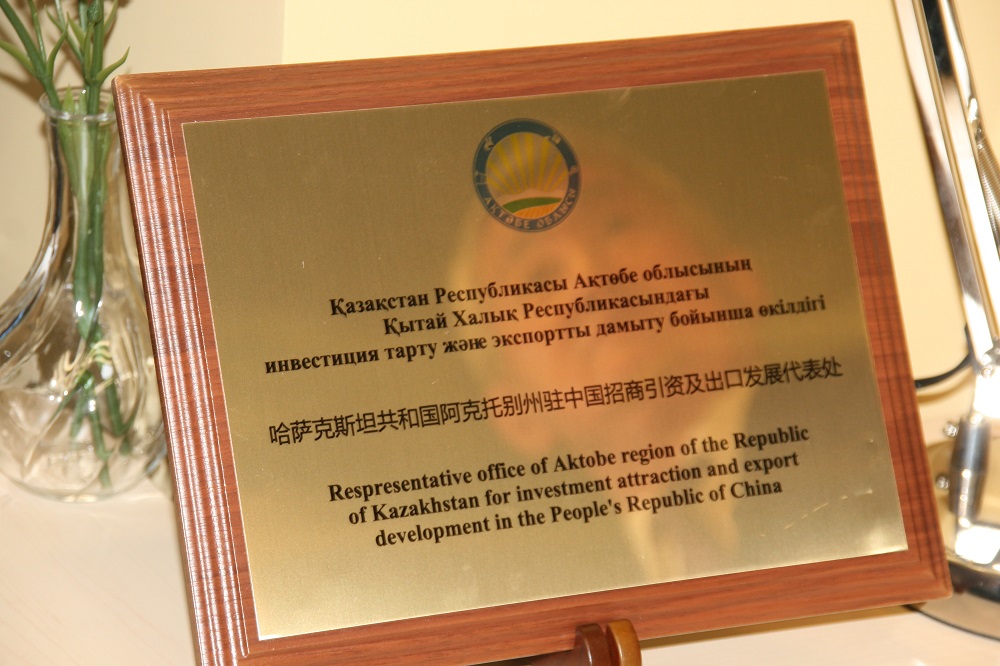 АҚТӨБЕ ОБЛЫСЫ
Қазақстан Республикасы Ақтөбе облысының
Қытай Халық Республикасындағы
инвестиция тарту және экспортты дамыту бойынша өкілдігі
哈萨克斯坦共和国阿克托别州驻中国招商引资及出口发展代表处
Respresentative office of Aktobe region of the Republic
of Kazakhstan for investment attraction and export
development in the People's Republic of China